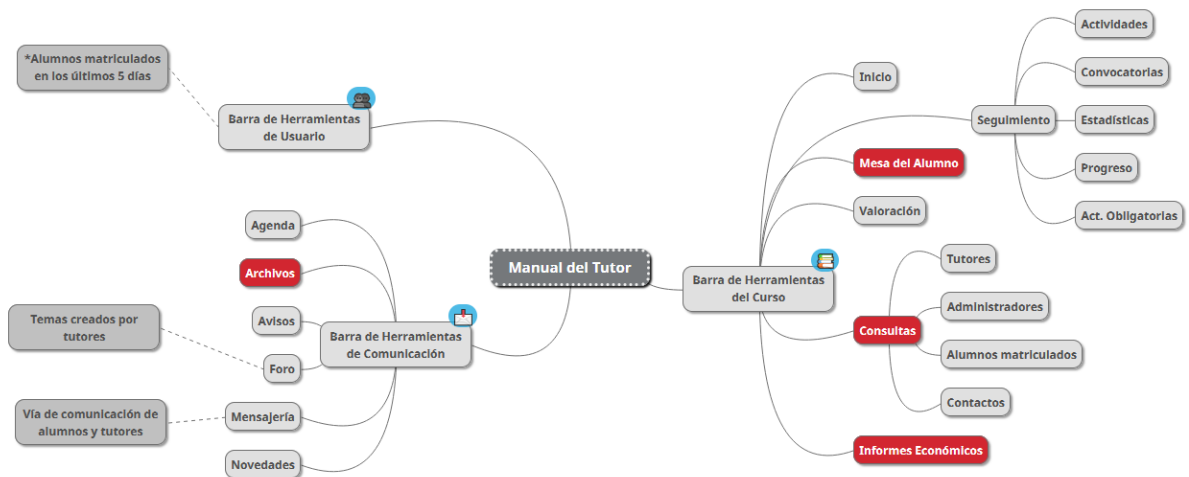 *Alumnos matriculados
en los últimos 5 días
Barra de Herramientas
de Usuario
Agenda
Archivos
Avisos
Foro
Mensajería
Novedades
Temas creados por
tutores
Vía de comunicación de
alumnos y tutores
Barra de Herramientas
de Comunicación
Manual del Tutor
Barra de Herramientas
del Curso
Inicio
Seguimiento
Actividades
Convocatorias
Estadísticas
Progreso
Act. Obligatorias
Mesa del Alumno
Valoración
Consultas
Tutores
Administradores
Alumnos matriculados
Contactos
Informes Económicos